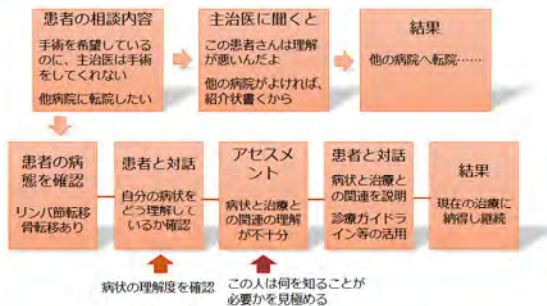 患者の相談内容
手術を希望している
のに、主治医は手術
をしてくれない
他病院に転院したい
主治医に聞くと
この患者さんは理解
が悪いんだよ
他の病院がよければ、
紹介状書くから
結果
他の病院へ転院……
患者の病
態を確認
リンパ節転移
骨転移あり
患者と対話
自分の病状を
どう理解して
いるか確認
アセスメ
ント
病状と治療と
の関連の理解
が不十分
患者と対話
病状と治療と
の関連を説明
診療ガイドラ
イン等の活用
結果
現在の治療に
納得し継続
病状の理解度を確認
この人は何を知ることが
必要かを見極める